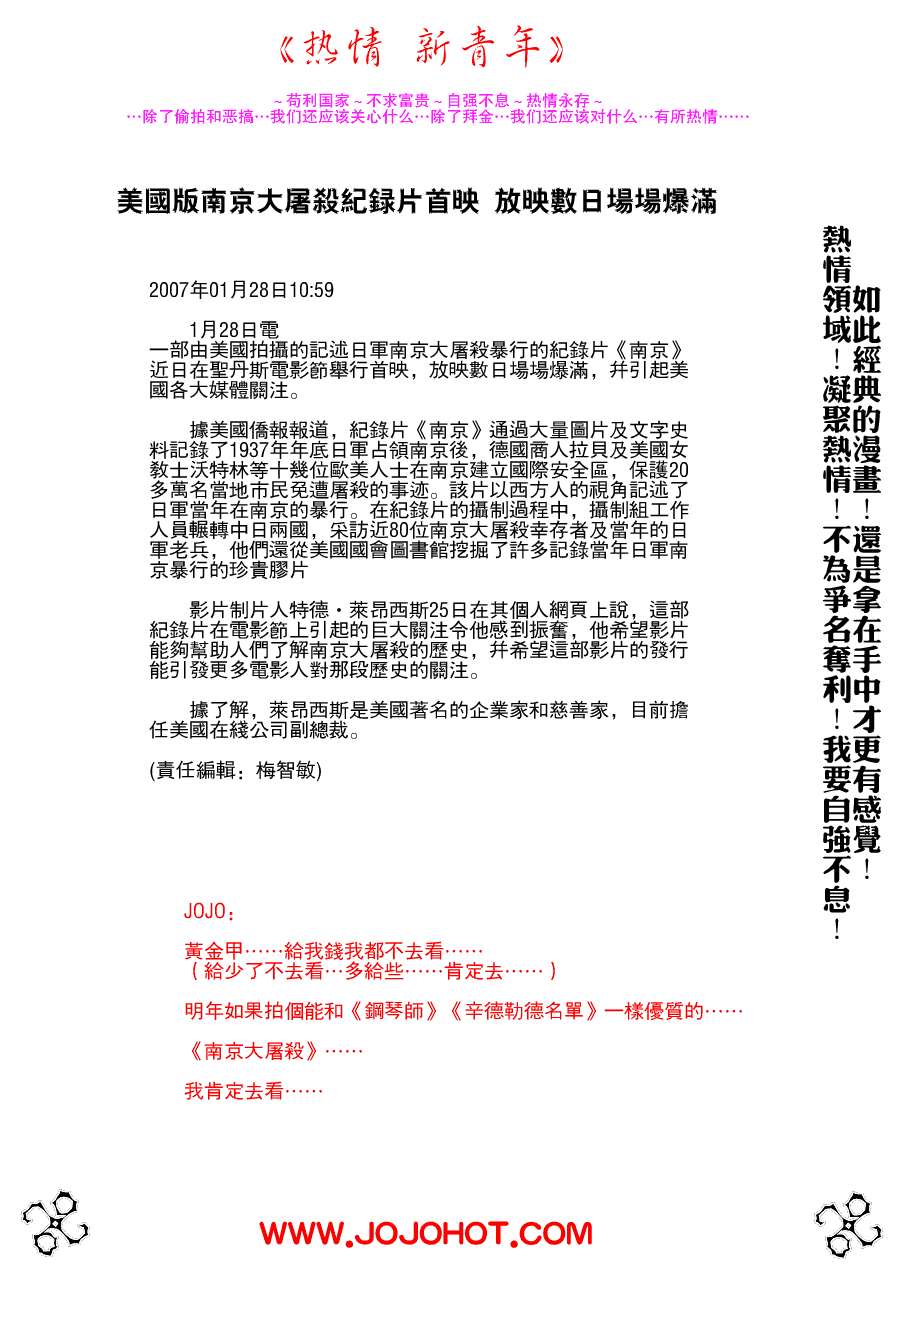 《热情 新青年》
～苟利国家～不求富贵～自强不息～热情永存～
…除了偷拍和恶搞…我们还应该关心什么…除了拜金…我们还应该对什么…有所热情……
美國版南京大屠殺紀録片首映 放映數日場場爆滿
2007年01月28日10:59
1月28日電
一部由美國拍攝的記述日軍南京大屠殺暴行的紀錄片《南京》
近日在聖丹斯電影節舉行首映，放映數日場場爆滿，幷引起美
國各大媒體關注。
據美國僑報報道，紀錄片《南京》通過大量圖片及文字史
料記錄了1937年年底日軍占領南京後，德國商人拉貝及美國女
敎士沃特林等十幾位歐美人士在南京建立國際安全區，保護20
多萬名當地市民免遭屠殺的事迹。該片以西方人的視角記述了
日軍當年在南京的暴行。在紀錄片的攝制過程中，攝制組工作
人員輾轉中日兩國，采訪近80位南京大屠殺幸存者及當年的日
軍老兵，他們還從美國國會圖書館挖掘了許多記錄當年日軍南
京暴行的珍貴膠片
影片制片人特德·萊昂西斯25日在其個人網頁上說，這部
紀錄片在電影節上引起的巨大關注令他感到振奮，他希望影片
能夠幫助人們了解南京大屠殺的歷史，幷希望這部影片的發行
能引發更多電影人對那段歷史的關注。
據了解，萊昂西斯是美國著名的企業家和慈善家，目前擔
任美國在綫公司副總裁。
(責任編輯：梅智敏)
JOJO：
黃金甲……給我錢我都不去看……
（給少了不去看…多給些……肯定去……）
明年如果拍個能和《鋼琴師》《辛德勒德名單》一樣優質的……
《南京大屠殺》……
我肯定去看……
如此經典的漫畫！還是拿在手中才更有感覺！
熱情領域！凝聚熱情！不為爭名奪利！我要自強不息！
WWW.JOJOHOT.COM